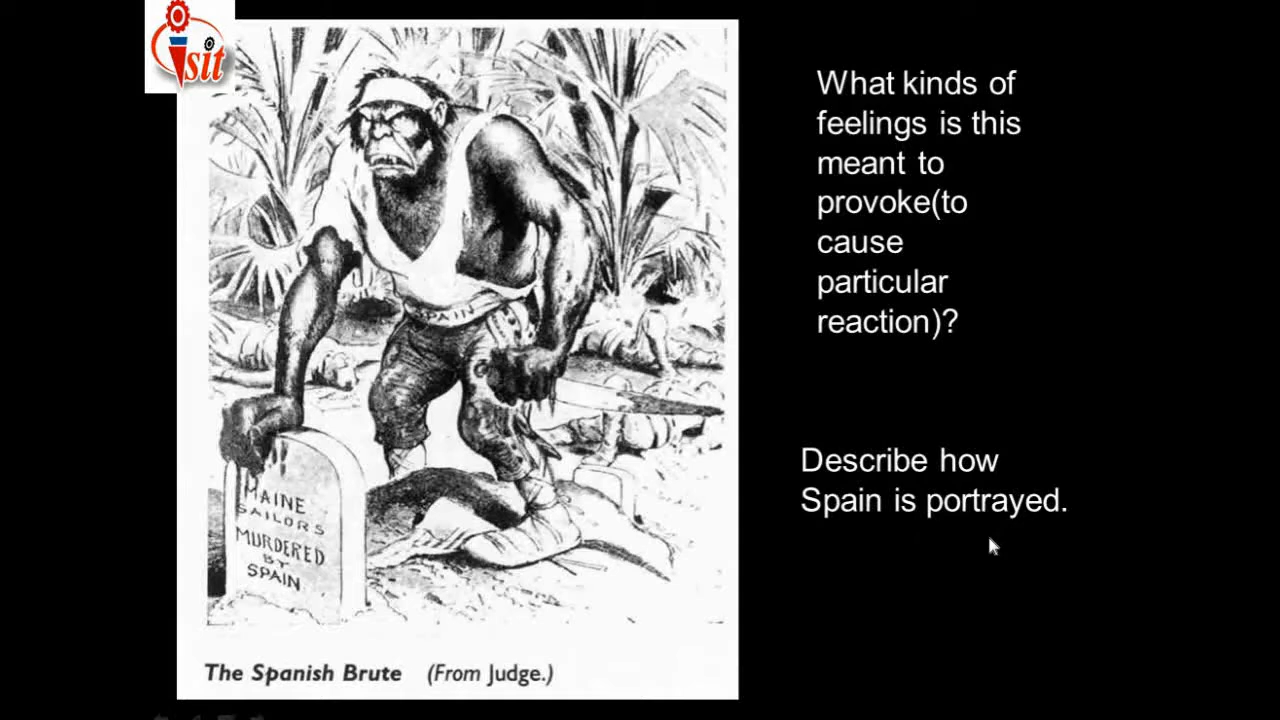 isit
SPAIN
MAINE
SAILORS
MURDERED
BY
SPAIN
The Spanish Brute (From Judge.)
What kinds of
feelings is this
meant to
provoke(to
cause
particular
reaction)?
Describe how
Spain is portrayed.